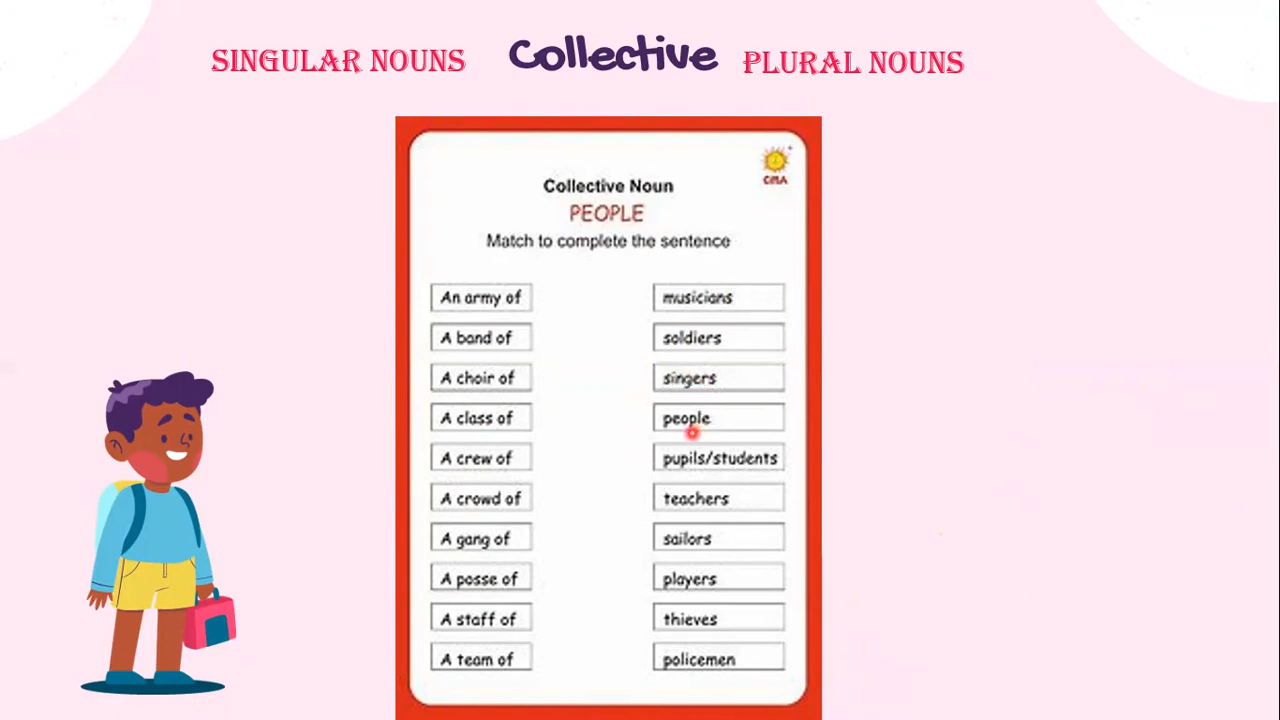 SINGULAR NOUNS Collective PLURAL NOUNS
CMA
Collective Noun
PEOPLE
Match to complete the sentence
An army of musicians
A band of soldiers
A choir of singers
A class of people
A crew of pupils/students
A crowd of teachers
A gang of sailors
A posse of players
A staff of thieves
A team of policemen